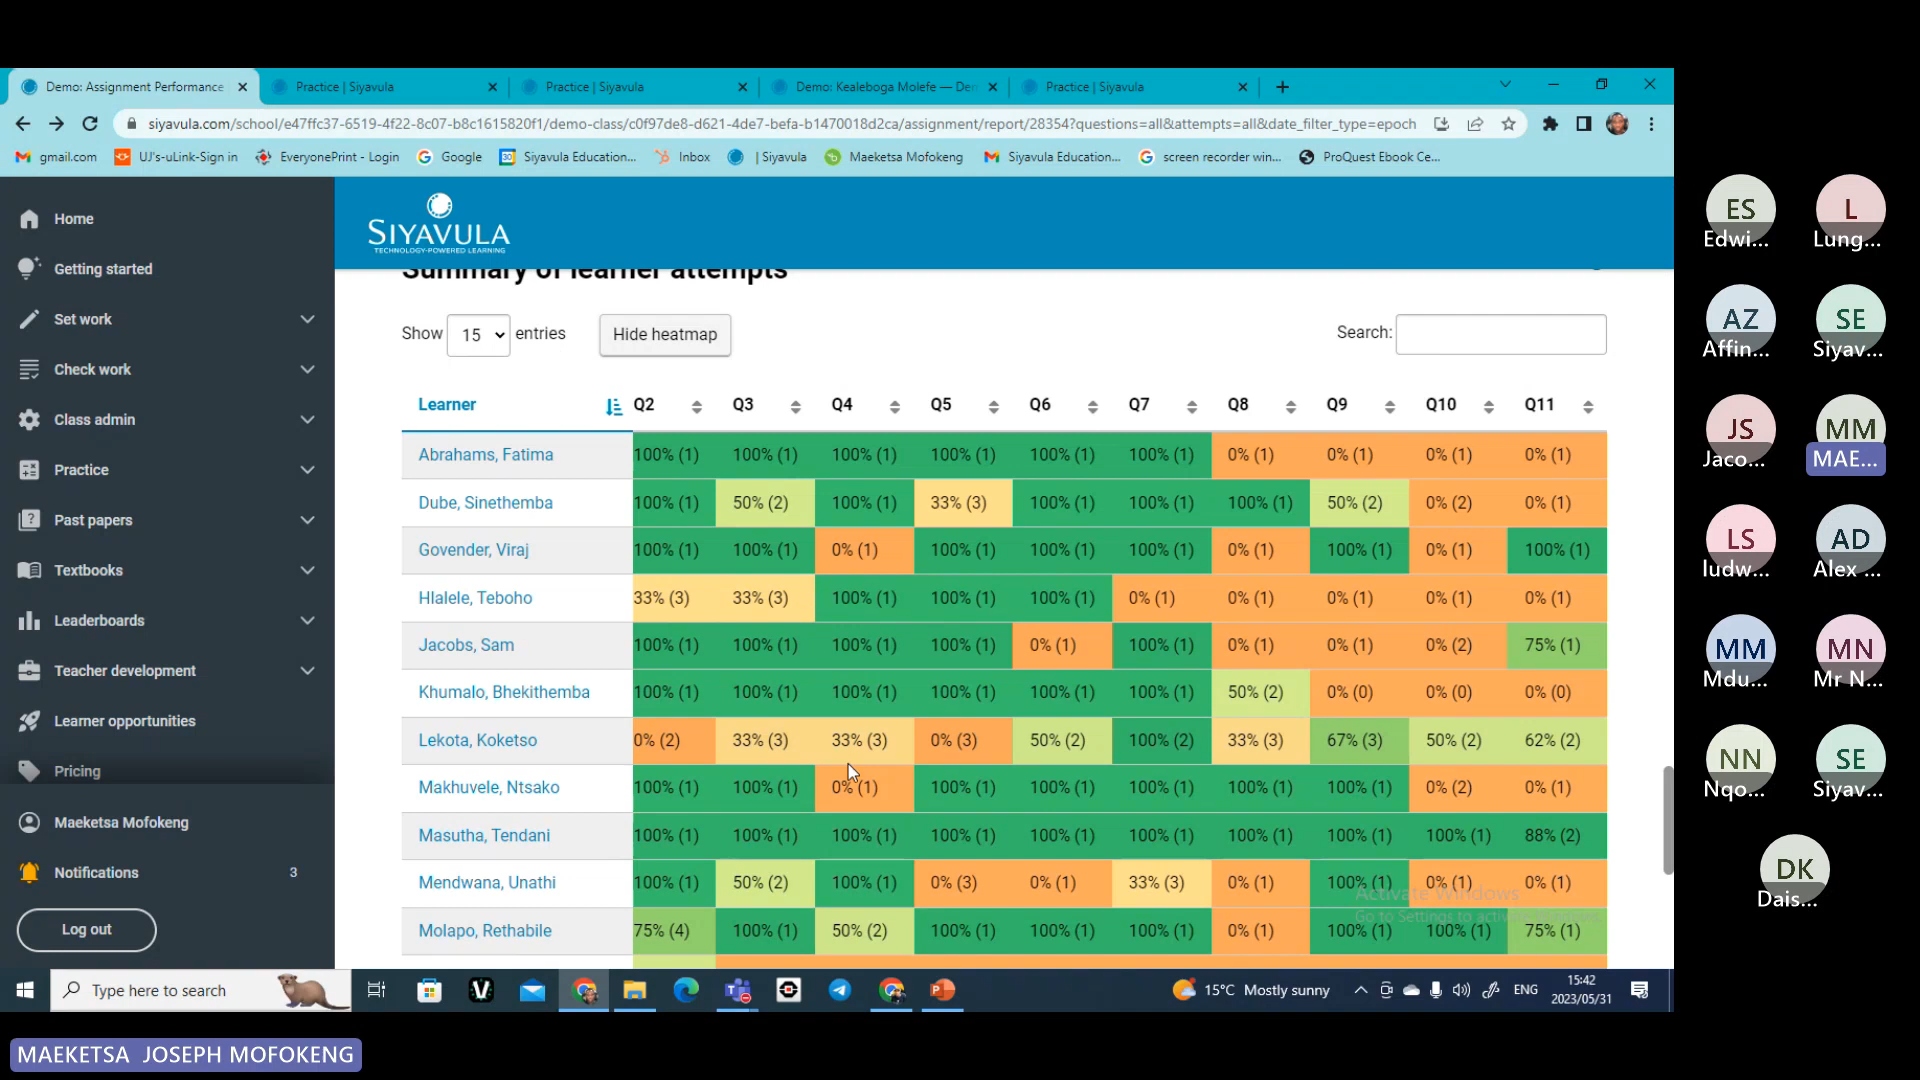 Demo: Assignment Performance
Practice | Siyavula
Practice | Siyavula
Demo: Kealeboga Molefe — Den
Practice | Siyavula
siyavula.com/school/e47ffc37-6519-4f22-8c07-b8c1615820f1/demo-class/c0f97de8-d621-4de7-befa-b1470018d2ca/assignment/report/28354?questions=all&attempts=all&date_filter_type=epoch
gmail.com
UJ's-uLink-Sign in
EveryonePrint - Login
Google
Siyavula Education...
Inbox
| Siyavula
Maeketsa Mofokeng
Siyavula Education...
screen recorder win...
ProQuest Ebook Ce...
Home
Getting started
Set work
Check work
Class admin
Practice
Past papers
Textbooks
Leaderboards
Teacher development
Learner opportunities
Pricing
Maeketsa Mofokeng
Notifications 3
Log out
SIYAVULA
TECHNOLOGY-POWERED LEARNING
Summary of learner attempts
Show 15 entries Hide heatmap Search:
Learner Q2 Q3 Q4 Q5 Q6 Q7 Q8 Q9 Q10 Q11
Abrahams, Fatima 100% (1) 100% (1) 100% (1) 100% (1) 100% (1) 100% (1) 0% (1) 0% (1) 0% (1) 0% (1)
Dube, Sinethemba 100% (1) 50% (2) 100% (1) 33% (3) 100% (1) 100% (1) 100% (1) 50% (2) 0% (2) 0% (1)
Govender, Viraj 100% (1) 100% (1) 0% (1) 100% (1) 100% (1) 100% (1) 0% (1) 100% (1) 0% (1) 100% (1)
Hlalele, Teboho 33% (3) 33% (3) 100% (1) 100% (1) 100% (1) 0% (1) 0% (1) 0% (1) 0% (1) 0% (1)
Jacobs, Sam 100% (1) 100% (1) 100% (1) 100% (1) 0% (1) 100% (1) 0% (1) 0% (1) 0% (2) 75% (1)
Khumalo, Bhekithemba 100% (1) 100% (1) 100% (1) 100% (1) 100% (1) 100% (1) 50% (2) 0% (0) 0% (0) 0% (0)
Lekota, Koketso 0% (2) 33% (3) 33% (3) 0% (3) 50% (2) 100% (2) 33% (3) 67% (3) 50% (2) 62% (2)
Makhuvele, Ntsako 100% (1) 100% (1) 0% (1) 100% (1) 100% (1) 100% (1) 100% (1) 100% (1) 0% (2) 0% (1)
Masutha, Tendani 100% (1) 100% (1) 100% (1) 100% (1) 100% (1) 100% (1) 100% (1) 100% (1) 100% (1) 88% (2)
Mendwana, Unathi 100% (1) 50% (2) 100% (1) 0% (3) 0% (1) 33% (3) 0% (1) 100% (1) 0% (1) 0% (1)
Molapo, Rethabile 75% (4) 100% (1) 50% (2) 100% (1) 100% (1) 100% (1) 0% (1) 100% (1) 100% (1) 75% (1)
Activate Windows
Go to Settings to activate Windows.
Type here to search
15°C Mostly sunny
ENG
15:42
2023/05/31
ES
Edwi...
L
Lung...
AZ
Affin...
SE
Siyav...
JS
Jaco...
MM
MAE...
LS
ludw...
AD
Alex ...
MM
Mdu...
MN
Mr N...
NN
Nqo...
SE
Siyav...
DK
Dais...
MAEKETSA JOSEPH MOFOKENG